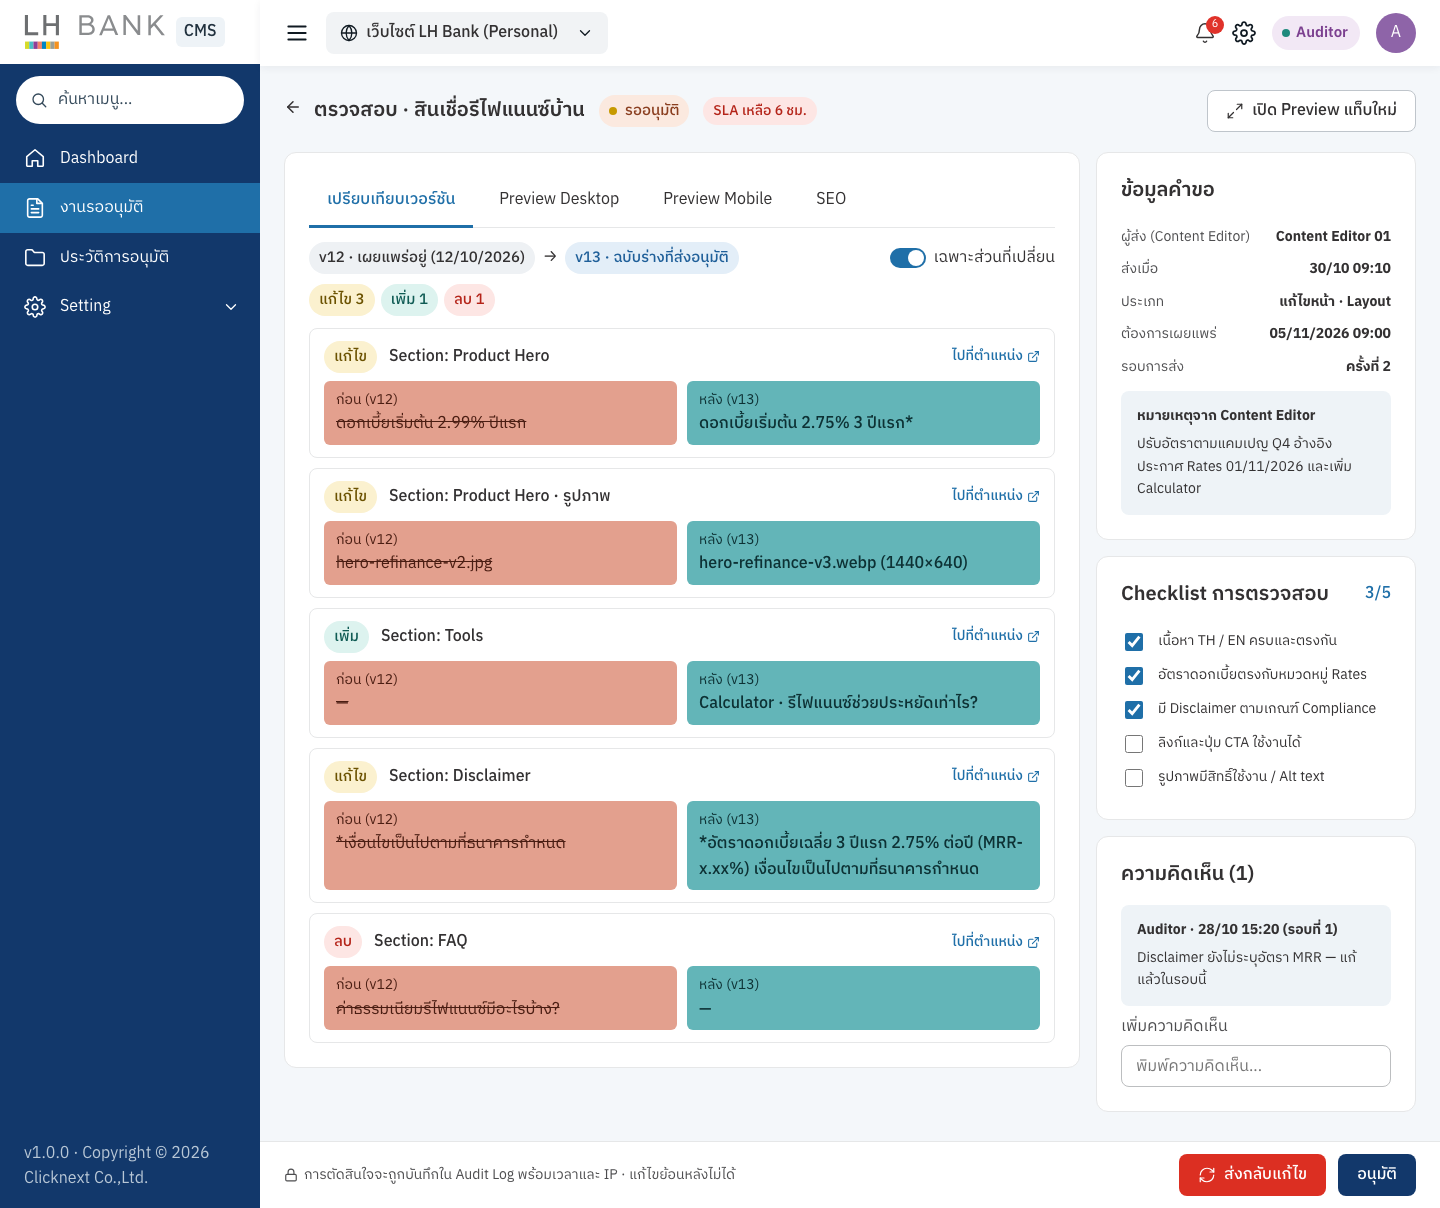 LH BANK CMS
เว็บไซต์ LH Bank (Personal)
6
Auditor
A
ค้นหาเมนู...
Dashboard
งานรออนุมัติ
ประวัติการอนุมัติ
Setting
v1.0.0 · Copyright © 2026
Clicknext Co.,Ltd.
ตรวจสอบ · สินเชื่อรีไฟแนนซ์บ้าน
รออนุมัติ
SLA เหลือ 6 ชม.
เปิด Preview แท็บใหม่
เปรียบเทียบเวอร์ชัน
Preview Desktop
Preview Mobile
SEO
v12 · เผยแพร่อยู่ (12/10/2026) → v13 · ฉบับร่างที่ส่งอนุมัติ
เฉพาะส่วนที่เปลี่ยน
แก้ไข 3
เพิ่ม 1
ลบ 1
แก้ไข Section: Product Hero
ไปที่ตำแหน่ง
ก่อน (v12)
ดอกเบี้ยเริ่มต้น 2.99% ปีแรก
หลัง (v13)
ดอกเบี้ยเริ่มต้น 2.75% 3 ปีแรก*
แก้ไข Section: Product Hero · รูปภาพ
ไปที่ตำแหน่ง
ก่อน (v12)
hero-refinance-v2.jpg
หลัง (v13)
hero-refinance-v3.webp (1440×640)
เพิ่ม Section: Tools
ไปที่ตำแหน่ง
ก่อน (v12)
—
หลัง (v13)
Calculator · รีไฟแนนซ์ช่วยประหยัดเท่าไร?
แก้ไข Section: Disclaimer
ไปที่ตำแหน่ง
ก่อน (v12)
*เงื่อนไขเป็นไปตามที่ธนาคารกำหนด
หลัง (v13)
*อัตราดอกเบี้ยเฉลี่ย 3 ปีแรก 2.75% ต่อปี (MRR-
x.xx%) เงื่อนไขเป็นไปตามที่ธนาคารกำหนด
ลบ Section: FAQ
ไปที่ตำแหน่ง
ก่อน (v12)
ค่าธรรมเนียมรีไฟแนนซ์มีอะไรบ้าง?
หลัง (v13)
—
ข้อมูลคำขอ
ผู้ส่ง (Content Editor) Content Editor 01
ส่งเมื่อ 30/10 09:10
ประเภท แก้ไขหน้า · Layout
ต้องการเผยแพร่ 05/11/2026 09:00
รอบการส่ง ครั้งที่ 2
หมายเหตุจาก Content Editor
ปรับอัตราตามแคมเปญ Q4 อ้างอิง
ประกาศ Rates 01/11/2026 และเพิ่ม
Calculator
Checklist การตรวจสอบ 3/5
เนื้อหา TH / EN ครบและตรงกัน
อัตราดอกเบี้ยตรงกับหมวดหมู่ Rates
มี Disclaimer ตามเกณฑ์ Compliance
ลิงก์และปุ่ม CTA ใช้งานได้
รูปภาพมีสิทธิ์ใช้งาน / Alt text
ความคิดเห็น (1)
Auditor · 28/10 15:20 (รอบที่ 1)
Disclaimer ยังไม่ระบุอัตรา MRR — แก้
แล้วในรอบนี้
เพิ่มความคิดเห็น
พิมพ์ความคิดเห็น...
การตัดสินใจจะถูกบันทึกใน Audit Log พร้อมเวลาและ IP · แก้ไขย้อนหลังไม่ได้
ส่งกลับแก้ไข
อนุมัติ